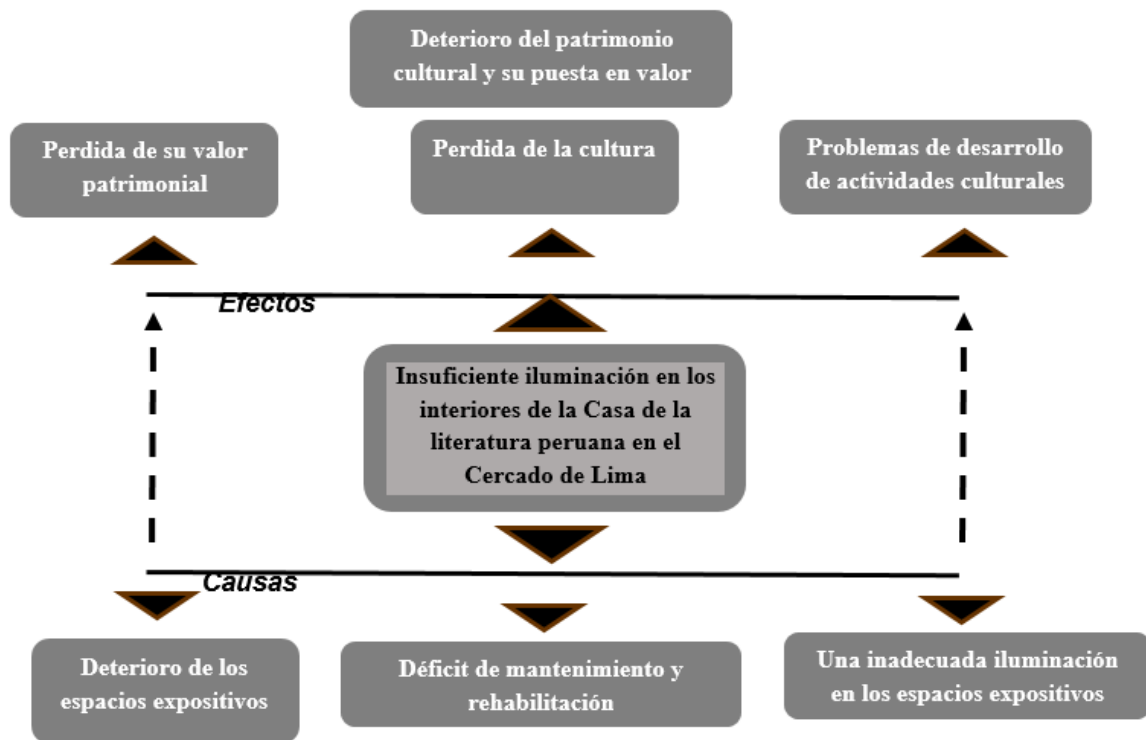 Deterioro del patrimonio
cultural y su puesta en valor
Perdida de su valor
patrimonial
Perdida de la cultura
Problemas de desarrollo
de actividades culturales
Efectos
Insuficiente iluminación en los
interiores de la Casa de la
literatura peruana en el
Cercado de Lima
Causas
Deterioro de los
espacios expositivos
Déficit de mantenimiento y
rehabilitación
Una inadecuada iluminación
en los espacios expositivos